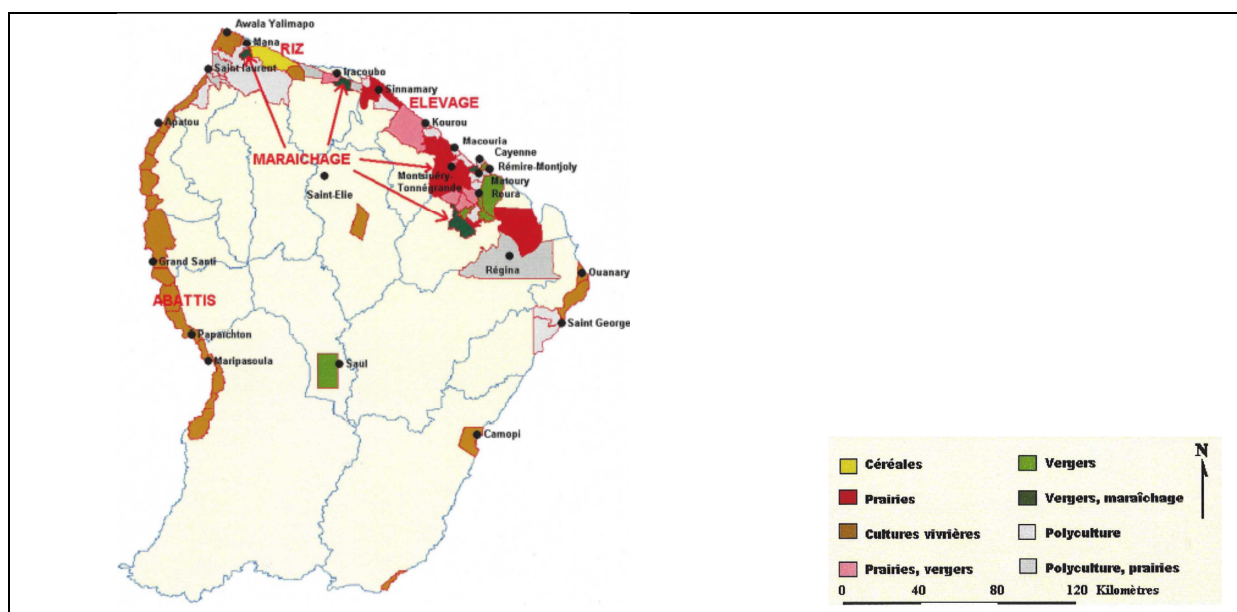 Awala Yalimapo
Mana
RIZ
Saint laurent
Iracoubo
Sinnamary
ELEVAGE
Apatou
Kourou
Macouria
MARAICHAGE
Cayenne
Rémire-Montjoly
Montsinéry-
Tonnégrande
Matoury
Saint-Elie
Roura
Grand Santi
Régina
Ouanary
ABATTIS
Saint George
Papaïchton
Maripasoula
Saul
Camopi
Céréales
Prairies
Cultures vivrières
Prairies, vergers
Vergers
Vergers, maraîchage
Polyculture
Polyculture, prairies
N
0 40 80 120 Kilomètres